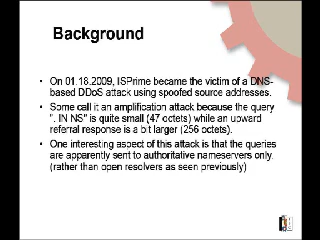 Background
• On 01.18.2009, ISPrime became the victim of a DNS-
based DDoS attack using spoofed source addresses.
• Some call it an amplification attack because the query
". IN NS" is quite small (47 octets) while an upward
referral response is a bit larger (256 octets).
• One interesting aspect of this attack is that the queries
are apparently sent to authoritative nameservers only.
(rather than open resolvers as seen previously)